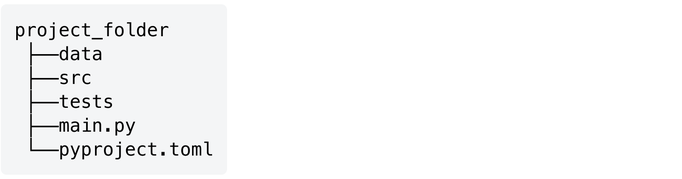 project_folder
├──data
├──src
├──tests
├──main.py
└──pyproject.toml